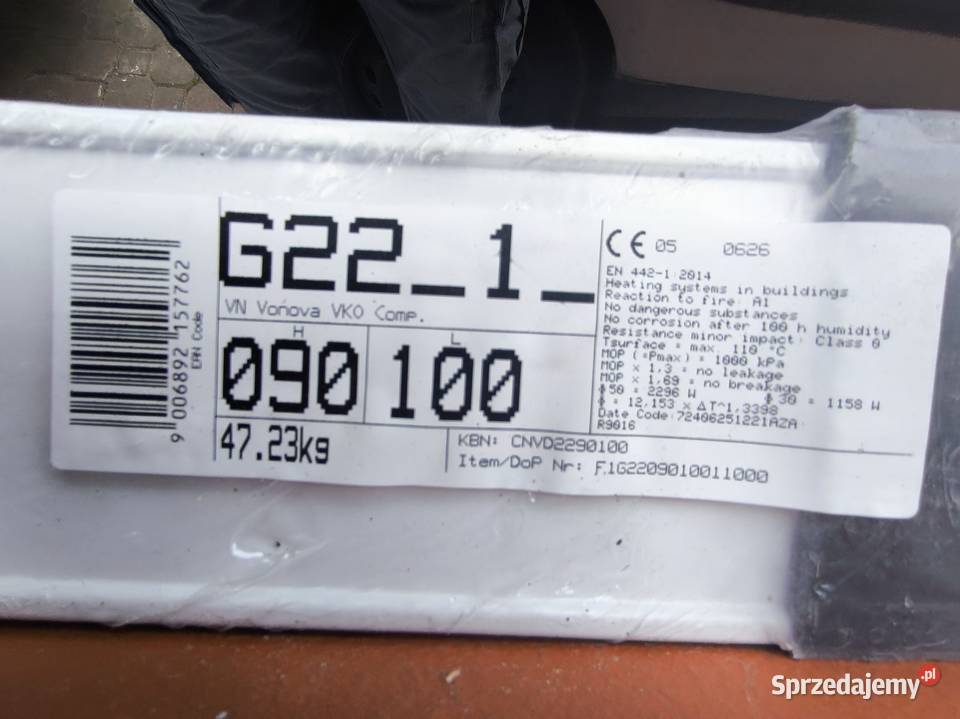 9 006892 157762
EAN Code
G22_1_
VN Vonova VKO Comp.
H
090
L
100
47.23kg
KBN: CNVD2290100
Item/DoP Nr: F1G2209010011000
CE 05 0626
EN 442-1:2014
Heating systems in buildings
Reaction to fire: A1
No dangerous substances
No corrosion after 100 h humidity
Resistance minor impact: Class 0
Tsurface = max. 110 °C
MOP (=Pmax) = 1000 kPa
MOP x 1,3 = no leakage
MOP x 1,69 = no breakage
Φ50 = 2296 W Φ30 = 1158 W
Φ = 12,153 x ΔT^1,3398
Date Code:72406251221AZA
R9016
Sprzedajemy.pl